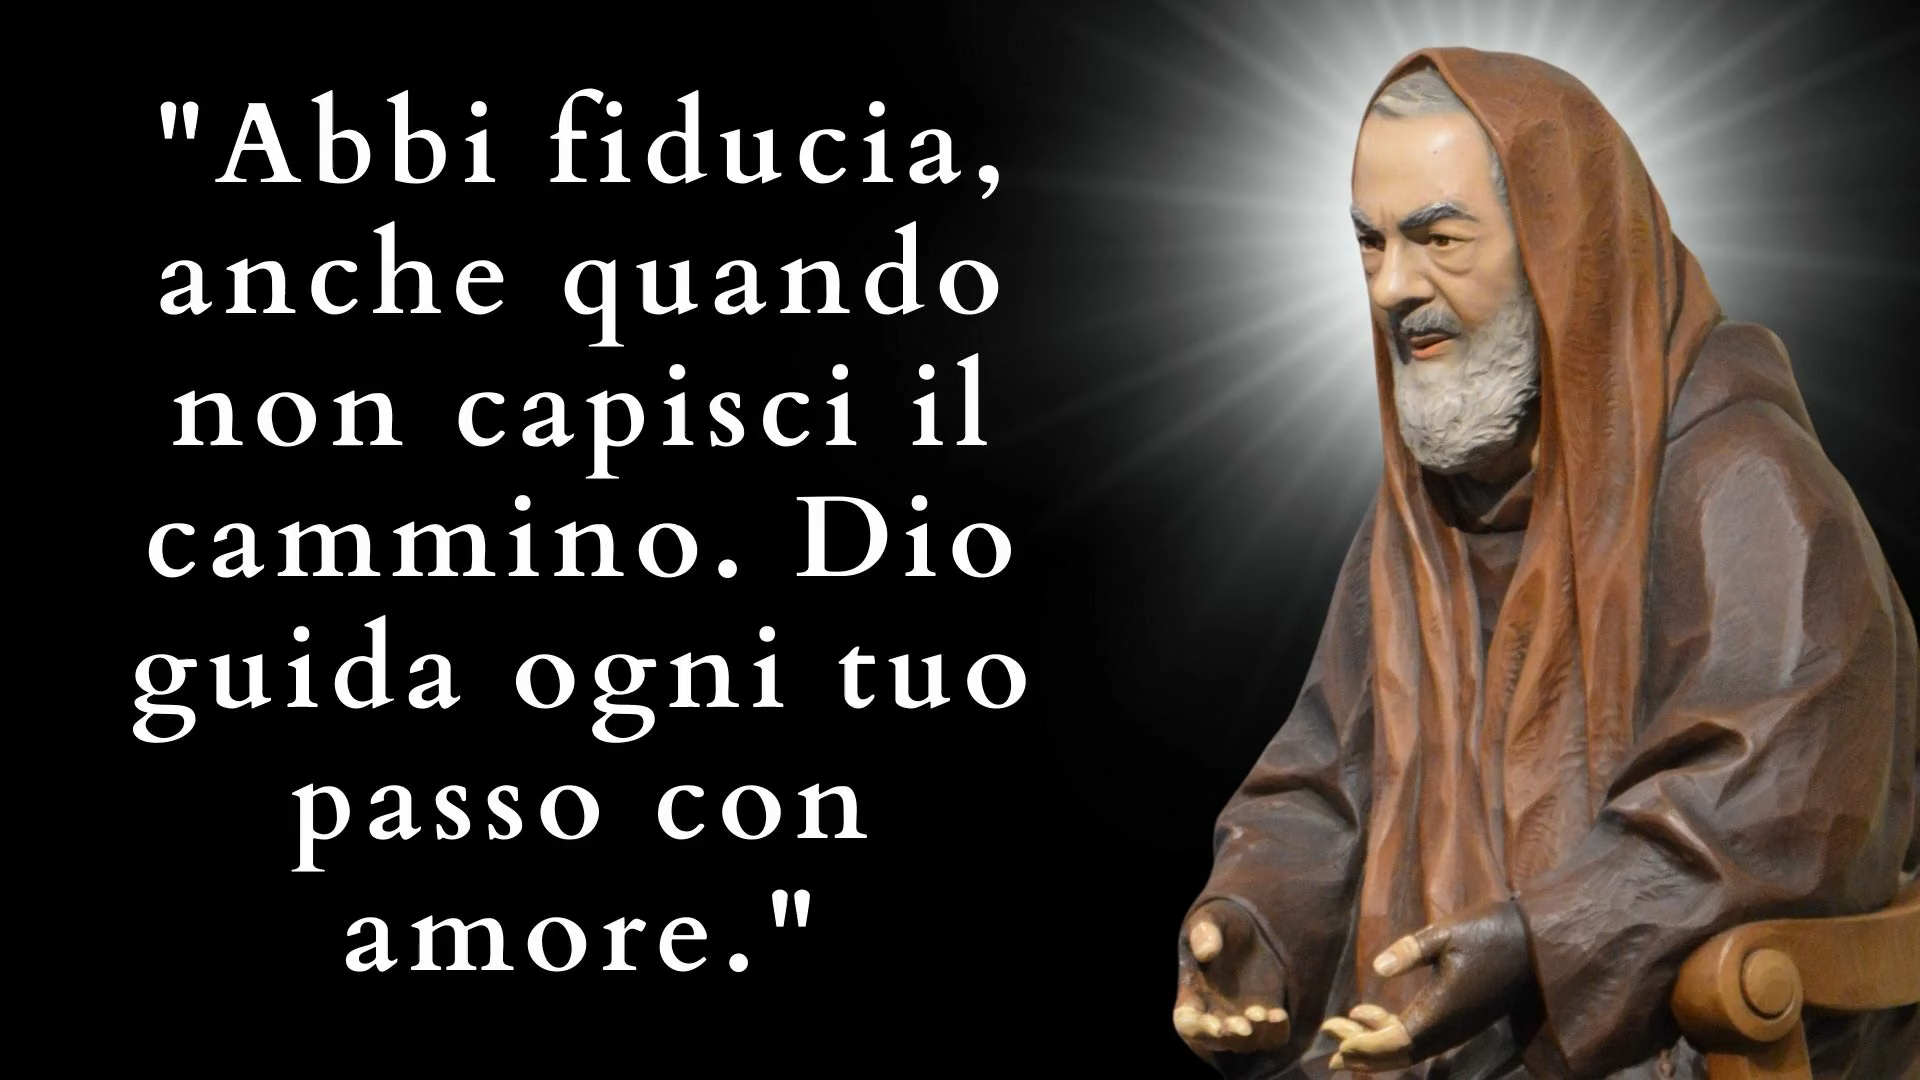 "Abbi fiducia,
anche quando
non capisci il
cammino. Dio
guida ogni tuo
passo con
amore."